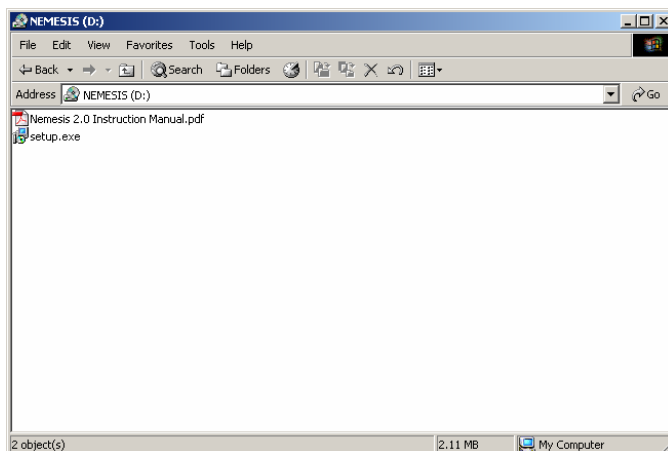 NEMESIS (D:)
File Edit View Favorites Tools Help
Back Search Folders
Address NEMESIS (D:) Go
Nemesis 2.0 Instruction Manual.pdf
setup.exe
2 object(s) 2.11 MB My Computer